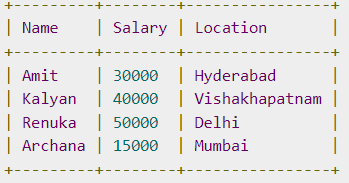 +---------+--------+----------------+
| Name    | Salary | Location       |
+---------+--------+----------------+
| Amit    | 30000  | Hyderabad      |
| Kalyan  | 40000  | Vishakhapatnam |
| Renuka  | 50000  | Delhi          |
| Archana | 15000  | Mumbai         |
+---------+--------+----------------+